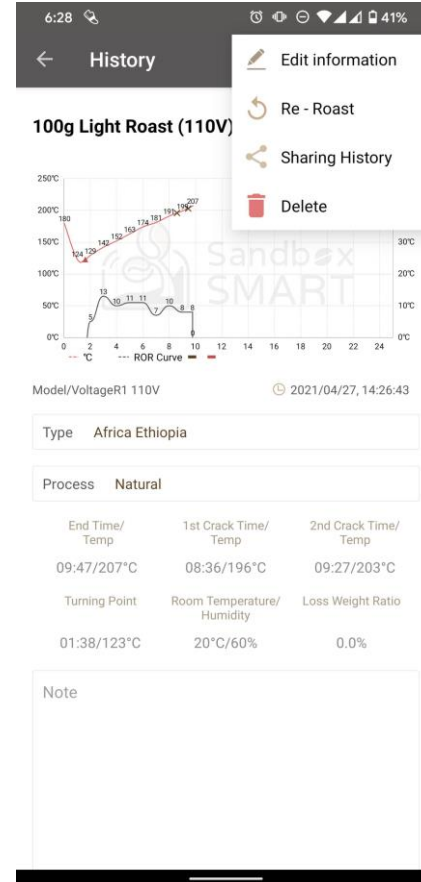 6:28
41%
History
Edit information
Re - Roast
Sharing History
Delete
100g Light Roast (110V)
250℃
200℃
150℃
100℃
50℃
0℃
30℃
20℃
10℃
0℃
180
124
129
142
152
163
174
181
191
199
207
5
13
10
11
11
7
10
8
8
0
Sandbox
SMART
0 2 4 6 8 10 12 14 16 18 20 22 24
-- ℃ --- ROR Curve
Model/VoltageR1 110V
2021/04/27, 14:26:43
Type Africa Ethiopia
Process Natural
End Time/ 1st Crack Time/ 2nd Crack Time/
Temp Temp Temp
09:47/207°C 08:36/196°C 09:27/203°C
Turning Point Room Temperature/ Loss Weight Ratio
Humidity
01:38/123°C 20°C/60% 0.0%
Note